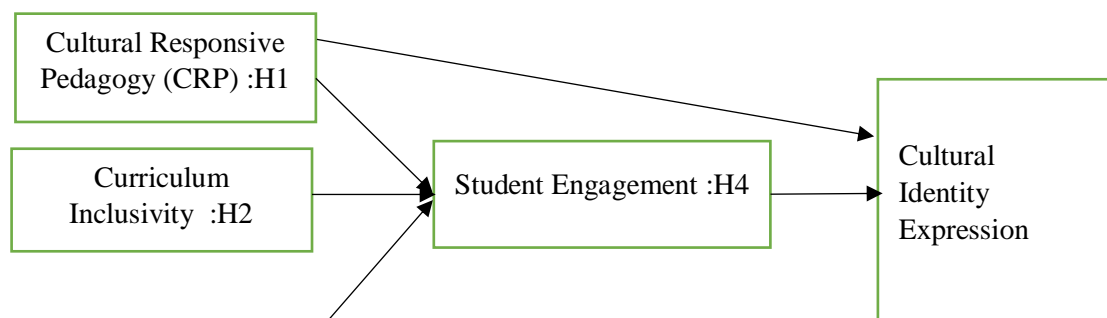 Cultural Responsive
Pedagogy (CRP) :H1
Curriculum
Inclusivity :H2
Student Engagement :H4
Cultural
Identity
Expression